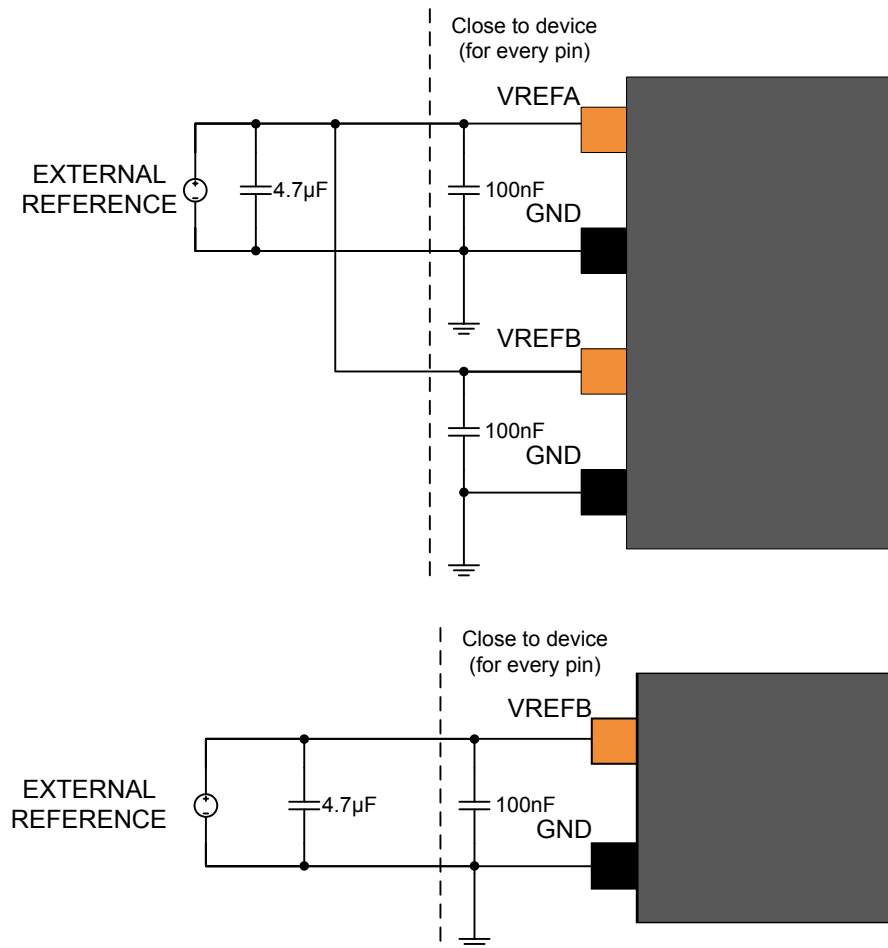 Close to device
(for every pin)
VREFA
EXTERNAL
REFERENCE
4.7µF
100nF
GND
VREFB
100nF
GND
Close to device
(for every pin)
VREFB
EXTERNAL
REFERENCE
4.7µF
100nF
GND